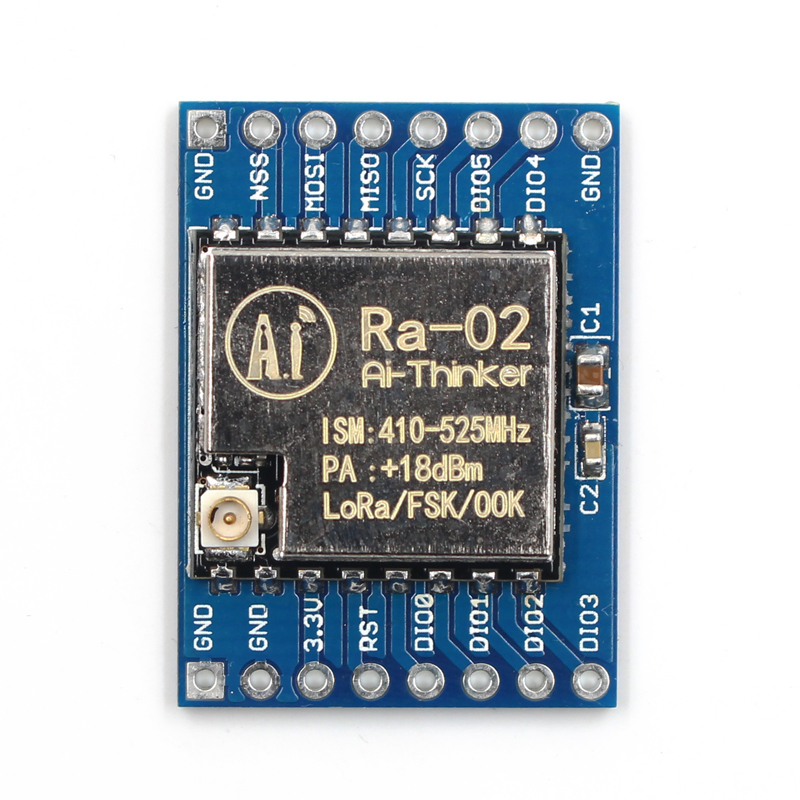 GND
NSS
MOSI
MISO
SCK
DIO5
DIO4
GND
Ai
Ra-02
Ai-Thinker
ISM:410-525MHz
PA :+18dBm
LoRa/FSK/OOK
C1
C2
GND
GND
3.3V
RST
DIO0
DIO1
DIO2
DIO3